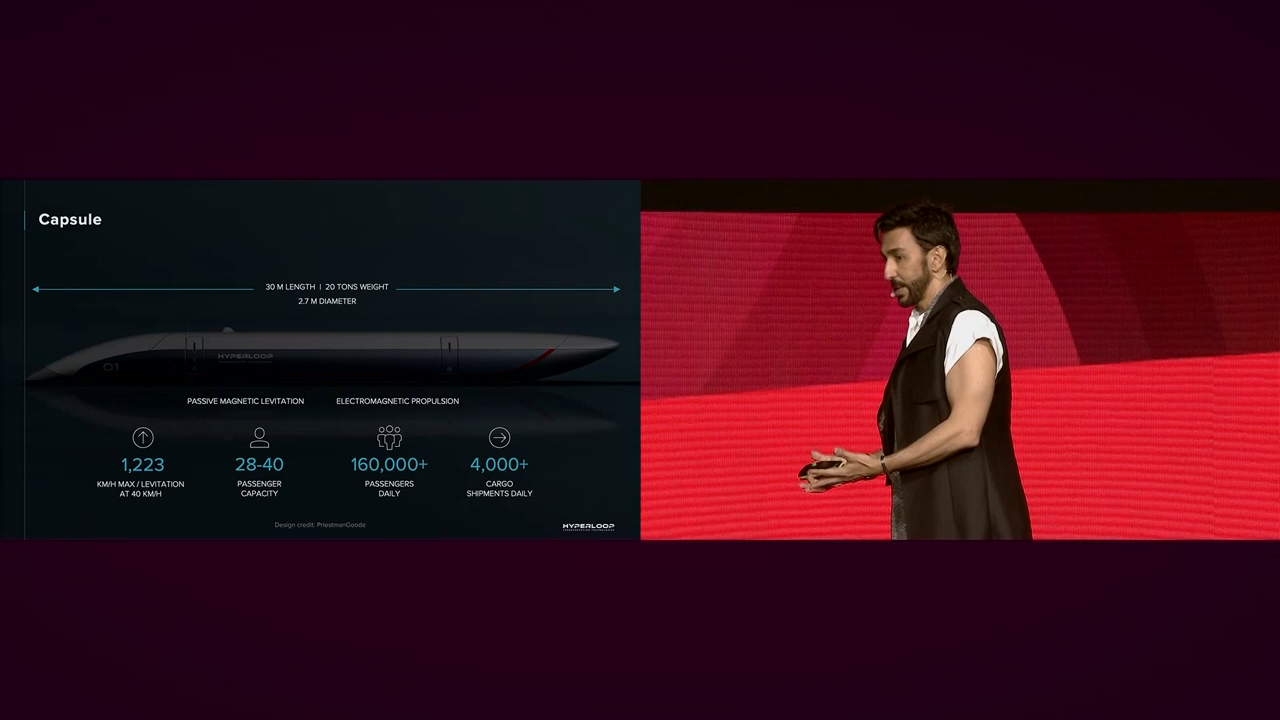 Capsule
30 M LENGTH | 20 TONS WEIGHT
2.7 M DIAMETER
01
HYPERLOOP
PASSIVE MAGNETIC LEVITATION
ELECTROMAGNETIC PROPULSION
1,223
KM/H MAX / LEVITATION
AT 40 KM/H
28-40
PASSENGER
CAPACITY
160,000+
PASSENGERS
DAILY
4,000+
CARGO
SHIPMENTS DAILY
Design credit: PriestmanGoode
HYPERLOOP